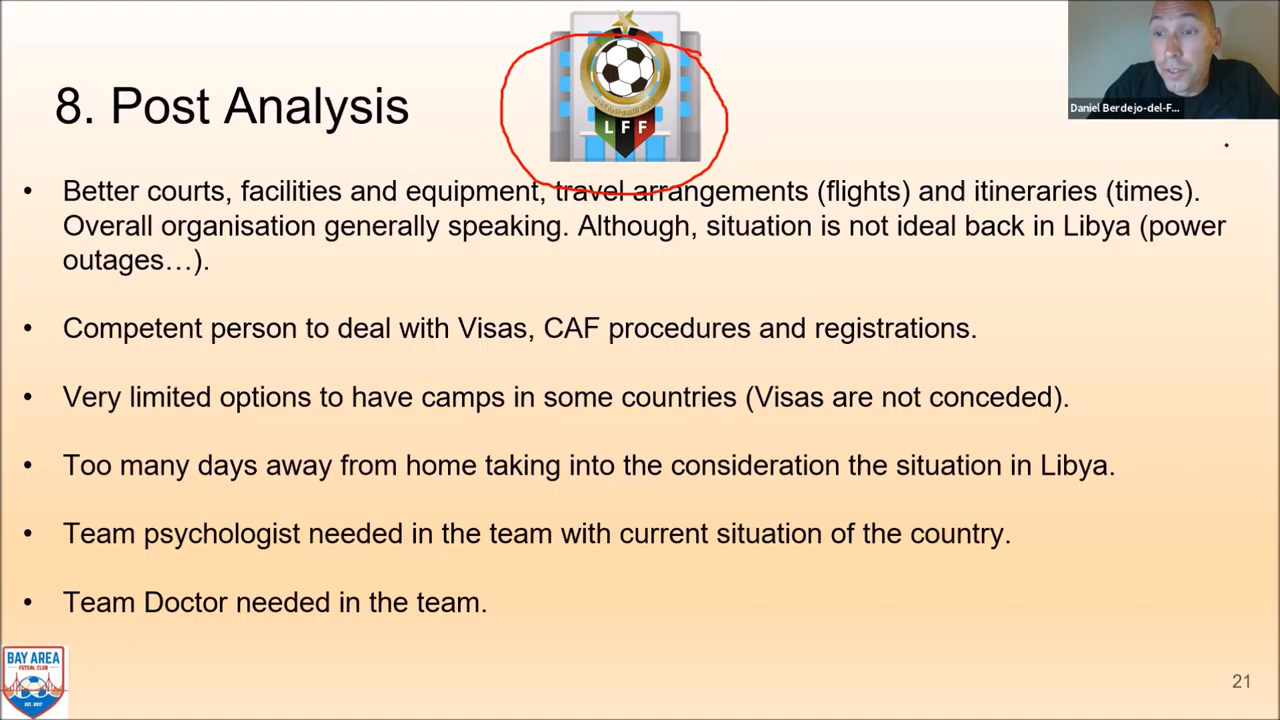 8. Post Analysis
LFF
Daniel Berdejo-del-F...
• Better courts, facilities and equipment, travel arrangements (flights) and itineraries (times).
Overall organisation generally speaking. Although, situation is not ideal back in Libya (power
outages…).
• Competent person to deal with Visas, CAF procedures and registrations.
• Very limited options to have camps in some countries (Visas are not conceded).
• Too many days away from home taking into the consideration the situation in Libya.
• Team psychologist needed in the team with current situation of the country.
• Team Doctor needed in the team.
BAY AREA
FUTSAL CLUB
EST. 2017
21